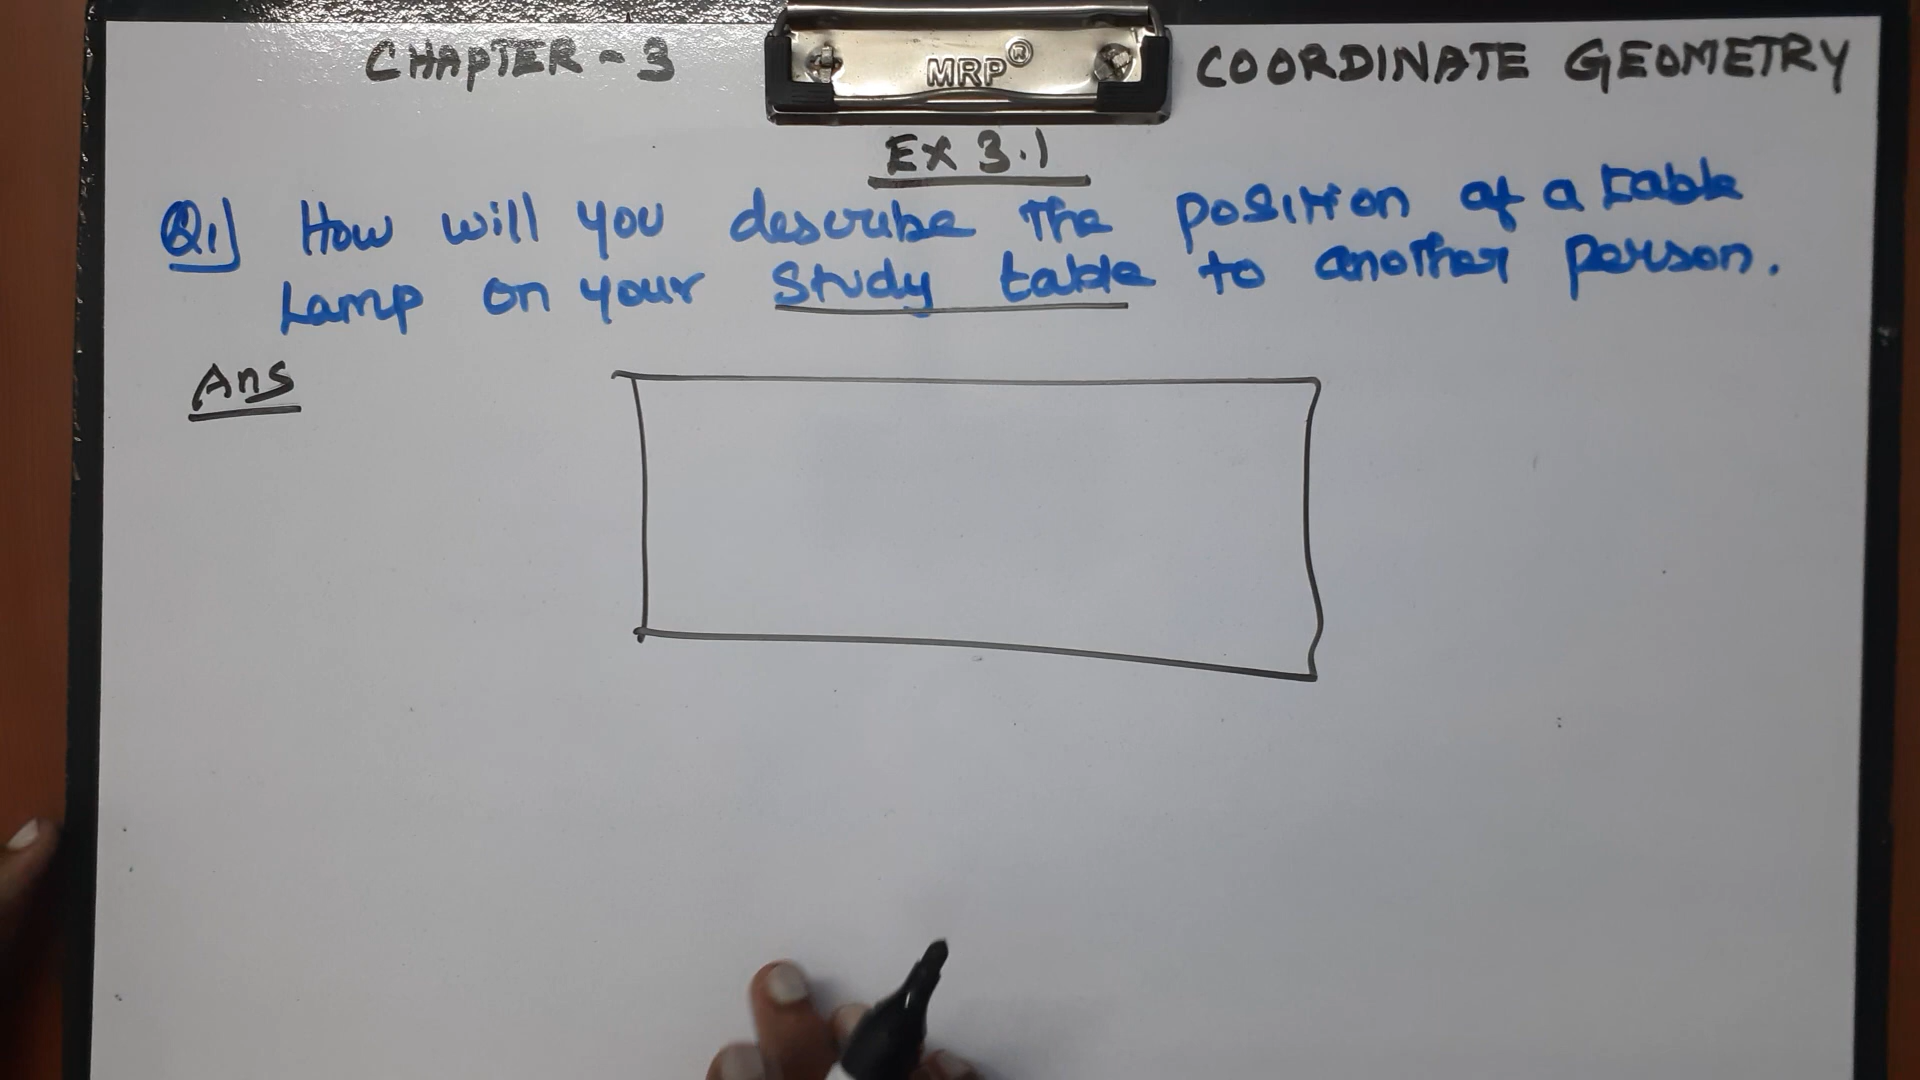 CHAPTER - 3
MRP®
COORDINATE GEOMETRY
EX 3.1
Q1] How will you describe the position of a table
Lamp on your Study table to another person.
Ans